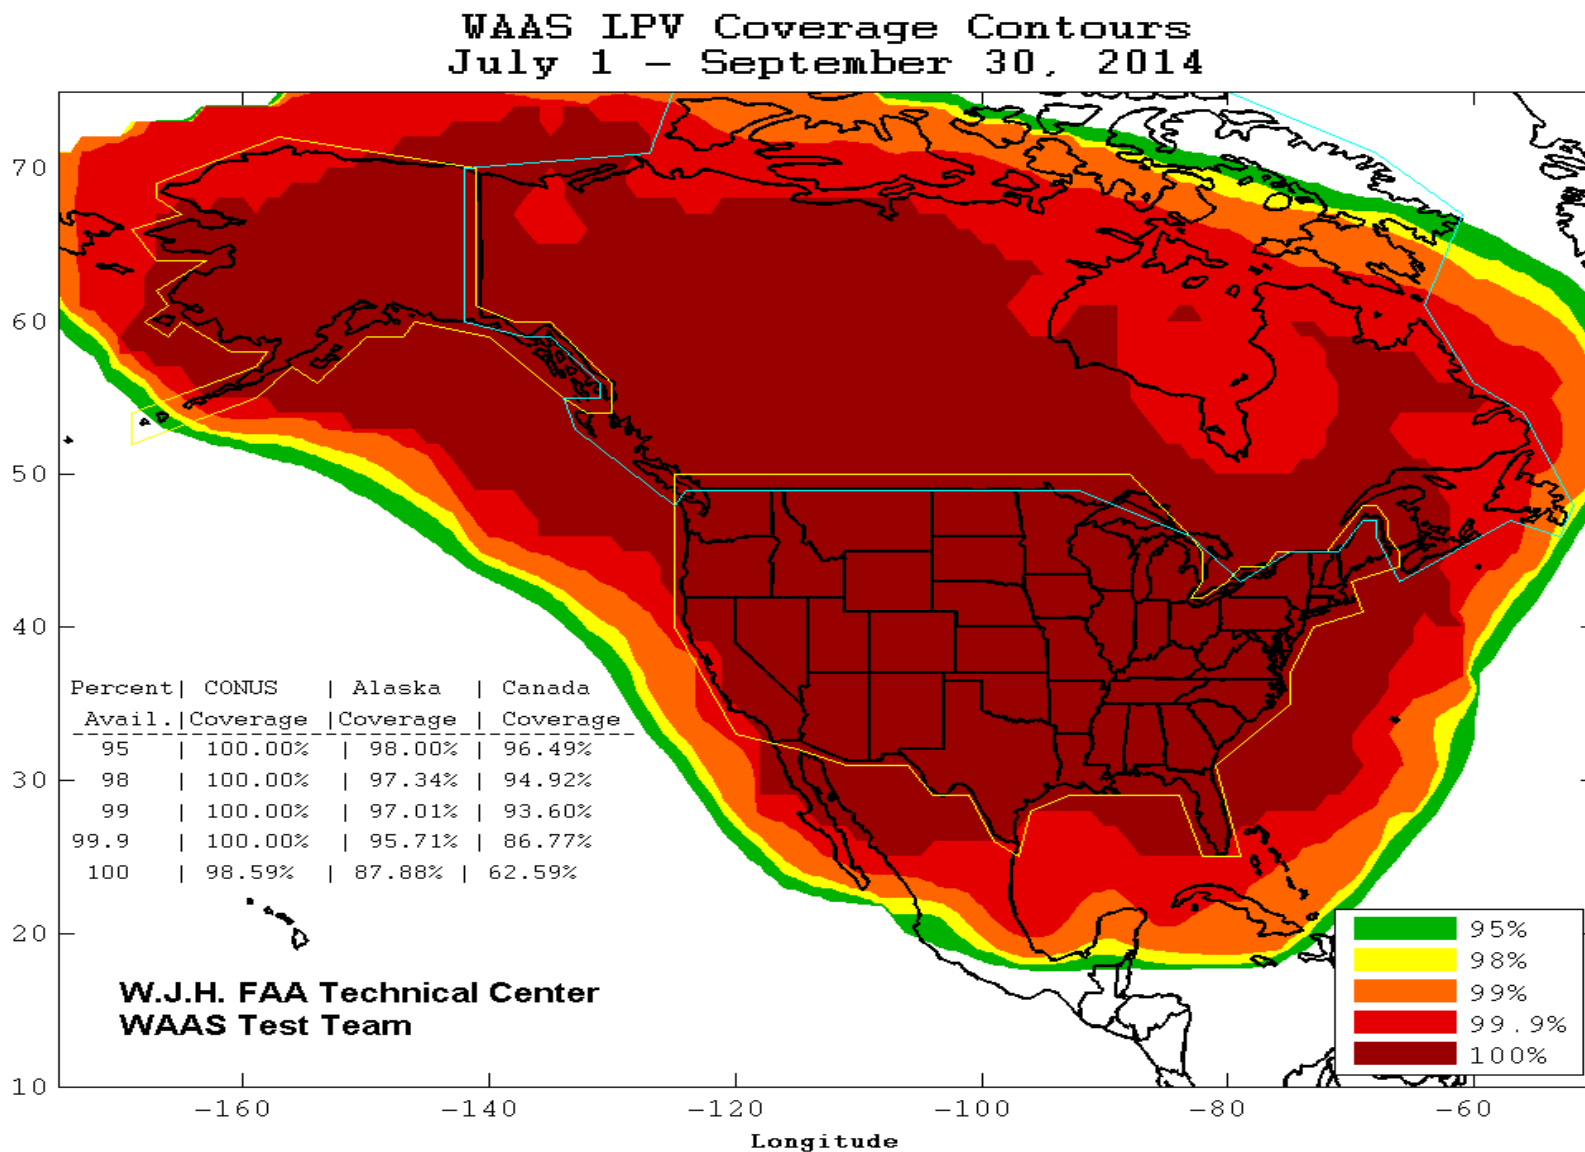 WAAS LPV Coverage Contours
July 1 - September 30, 2014
70
60
50
40
30
20
10
Percent| CONUS | Alaska | Canada
Avail.|Coverage |Coverage | Coverage
95 | 100.00% | 98.00% | 96.49%
98 | 100.00% | 97.34% | 94.92%
99 | 100.00% | 97.01% | 93.60%
99.9 | 100.00% | 95.71% | 86.77%
100 | 98.59% | 87.88% | 62.59%
W.J.H. FAA Technical Center
WAAS Test Team
95%
98%
99%
99.9%
100%
-160 -140 -120 -100 -80 -60
Longitude